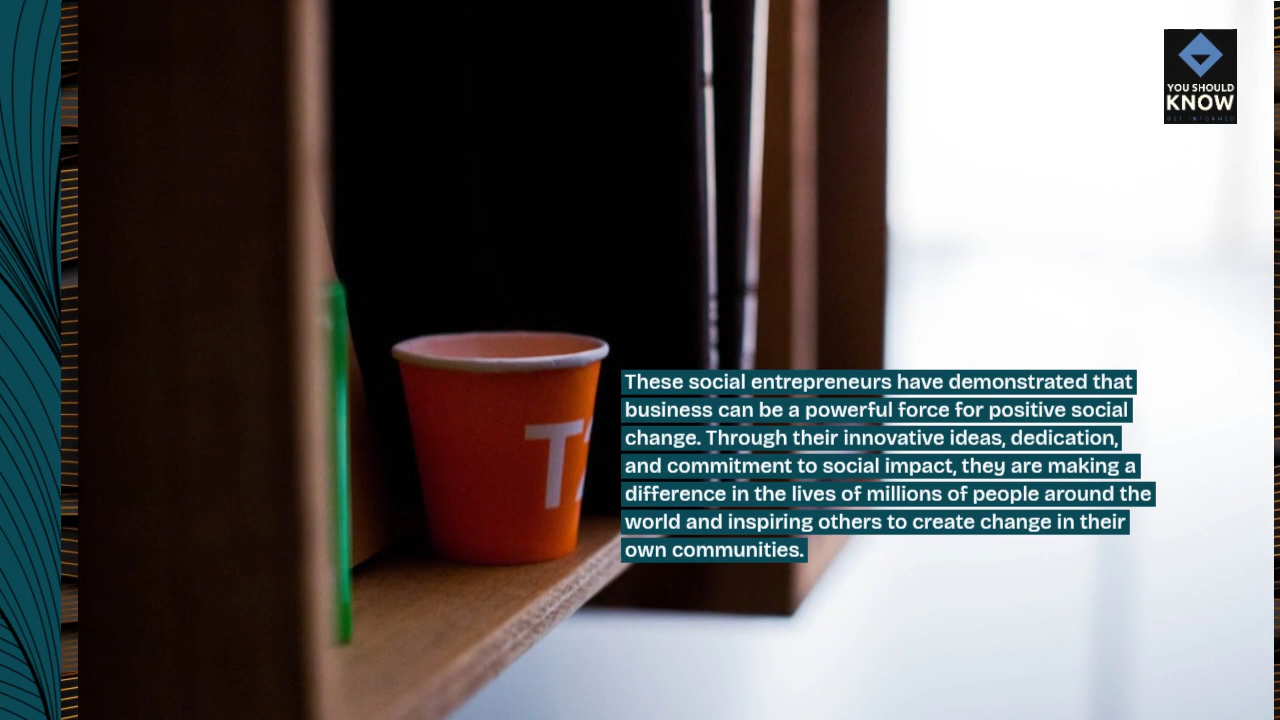 YOU SHOULD
KNOW
GET INFORMED
These social entrepreneurs have demonstrated that
business can be a powerful force for positive social
change. Through their innovative ideas, dedication,
and commitment to social impact, they are making a
difference in the lives of millions of people around the
world and inspiring others to create change in their
own communities.